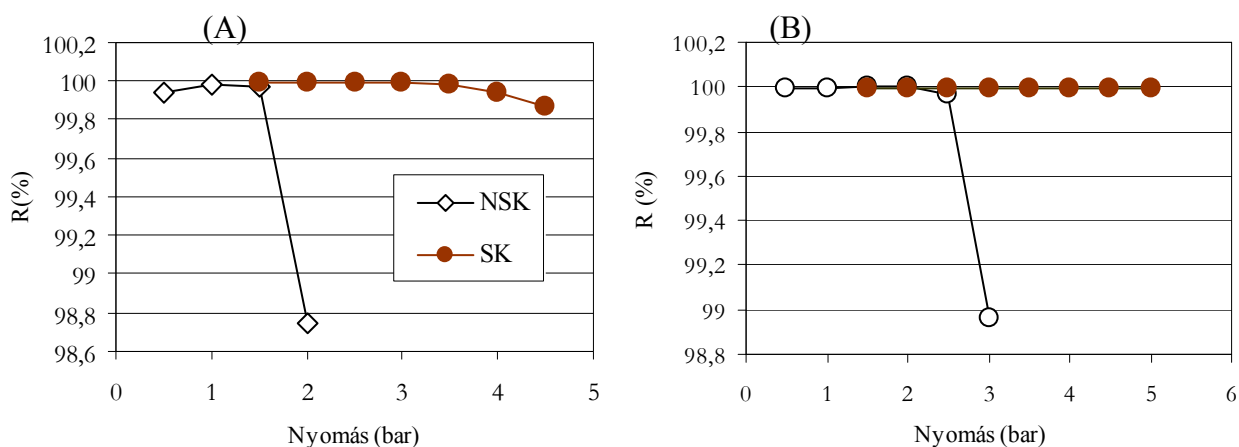 (A)
100,2
100
99,8
99,6
99,4
99,2
99
98,8
98,6
R(%)
0 1 2 3 4 5
Nyomás (bar)
NSK
SK
(B)
100,2
100
99,8
99,6
99,4
99,2
99
98,8
R (%)
0 1 2 3 4 5 6
Nyomás (bar)